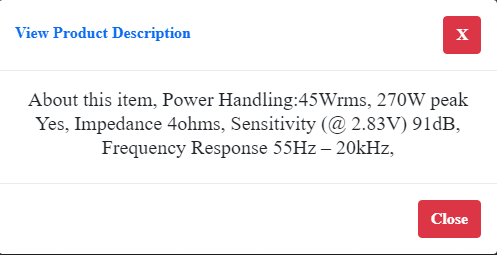 View Product Description
X
About this item, Power Handling:45Wrms, 270W peak
Yes, Impedance 4ohms, Sensitivity (@ 2.83V) 91dB,
Frequency Response 55Hz – 20kHz,
Close